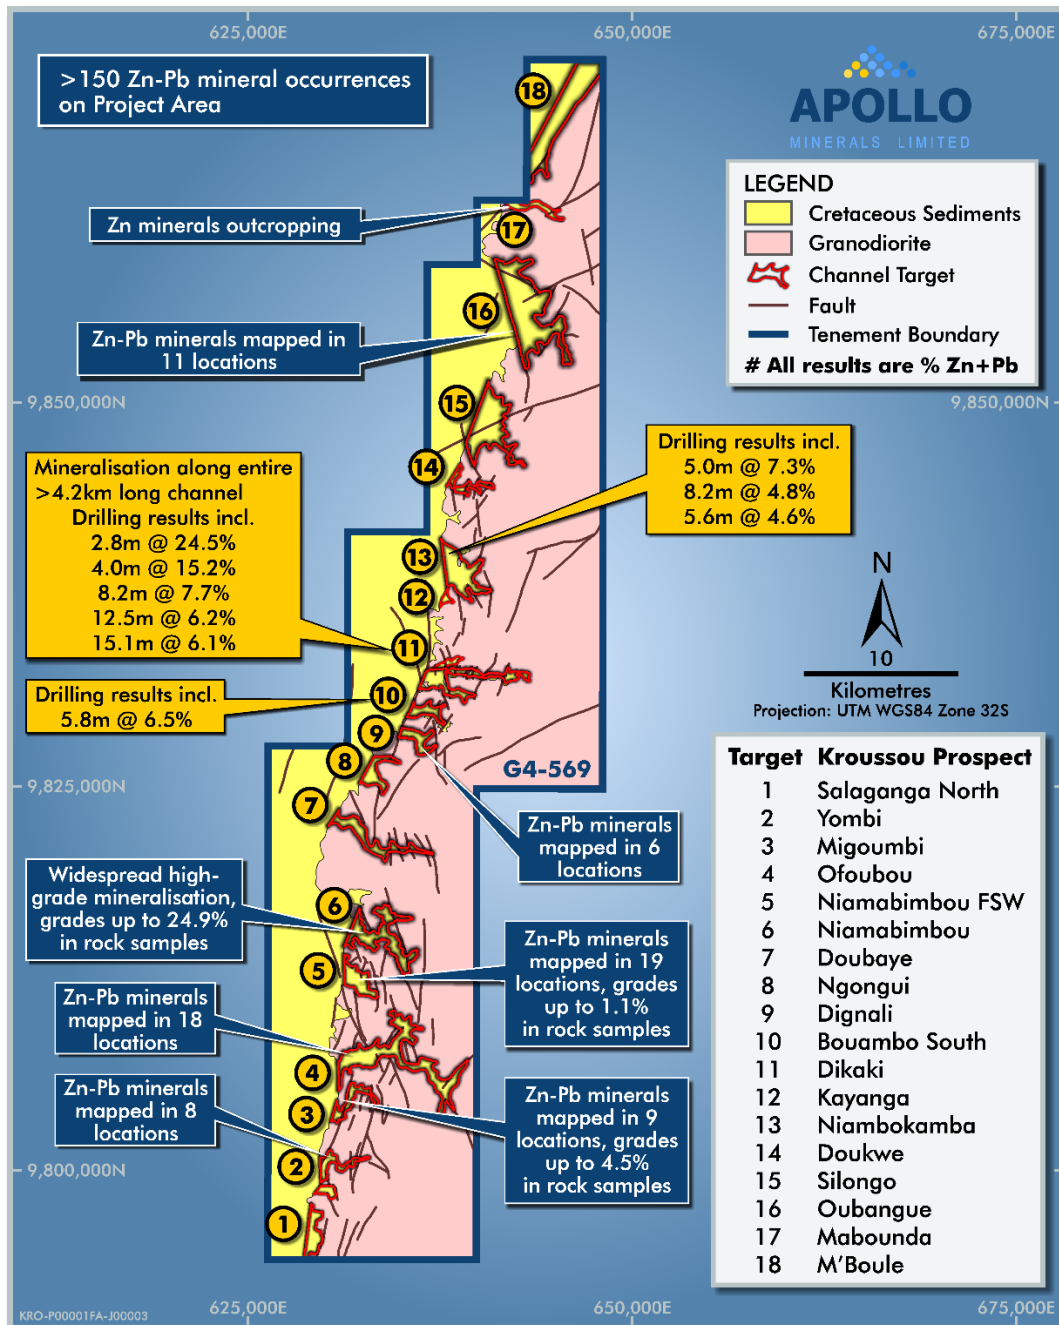 625,000E
650,000E
675,000E
>150 Zn-Pb mineral occurrences
on Project Area
APOLLO
MINERALS LIMITED
LEGEND
Cretaceous Sediments
Granodiorite
Channel Target
Fault
Tenement Boundary
# All results are % Zn+Pb
18
Zn minerals outcropping
17
16
Zn-Pb minerals mapped in
11 locations
9,850,000N
9,850,000N
15
14
Mineralisation along entire
>4.2km long channel
Drilling results incl.
2.8m @ 24.5%
4.0m @ 15.2%
8.2m @ 7.7%
12.5m @ 6.2%
15.1m @ 6.1%
Drilling results incl.
5.0m @ 7.3%
8.2m @ 4.8%
5.6m @ 4.6%
13
12
11
N
10
Kilometres
Projection: UTM WGS84 Zone 32S
Drilling results incl.
5.8m @ 6.5%
10
9
8
7
G4-569
9,825,000N
Zn-Pb minerals
mapped in 6
locations
Widespread high-
grade mineralisation,
grades up to 24.9%
in rock samples
6
5
Zn-Pb minerals
mapped in 19
locations, grades
up to 1.1%
in rock samples
Zn-Pb minerals
mapped in 18
locations
4
3
Zn-Pb minerals
mapped in 8
locations
Zn-Pb minerals
mapped in 9
locations, grades
up to 4.5%
in rock samples
9,800,000N
2
1
Target Kroussou Prospect
1 Salaganga North
2 Yombi
3 Migoumbi
4 Ofoubou
5 Niamabimbou FSW
6 Niamabimbou
7 Doubaye
8 Ngongui
9 Dignali
10 Bouambo South
11 Dikaki
12 Kayanga
13 Niambokamba
14 Doukwe
15 Silongo
16 Oubangue
17 Mabounda
18 M'Boule
KRO-P00001FA-J00003
625,000E
650,000E
675,000E